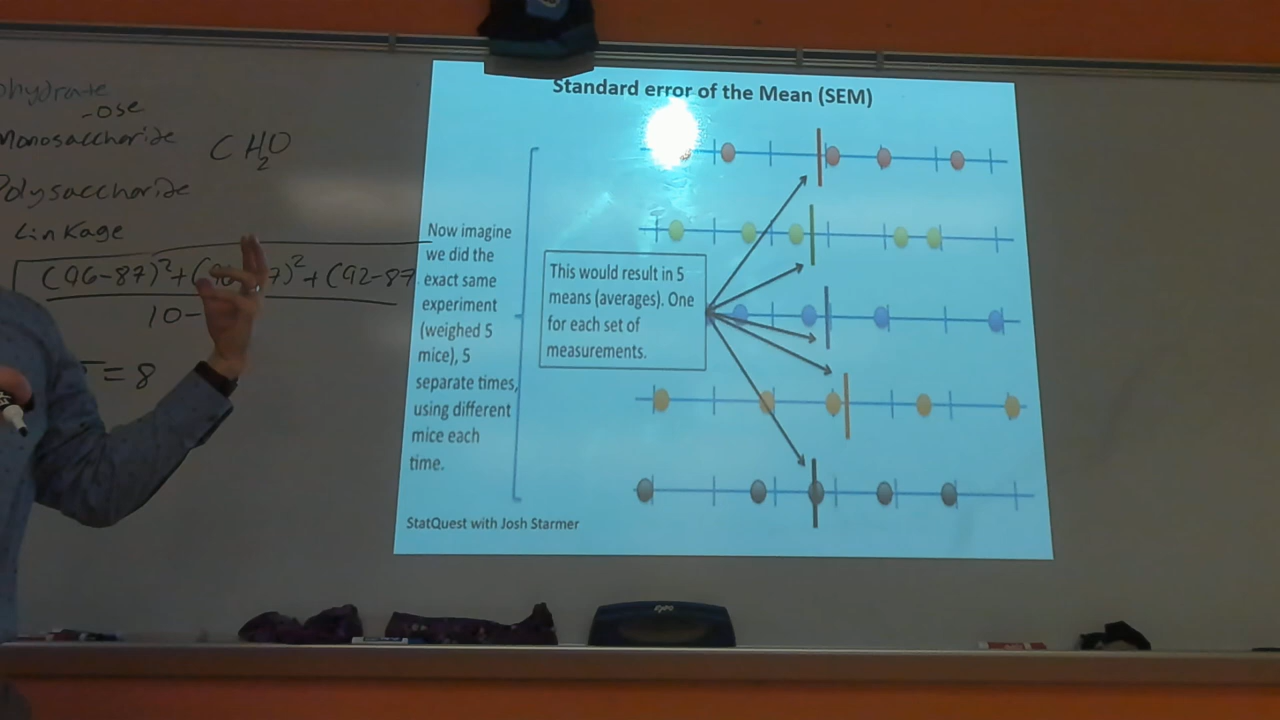 -ose
Monosaccharide
CH₂O
Polysaccharide
Linkage
(96-87)²+( 7)²+(92-87
10-
=8
Standard error of the Mean (SEM)
Now imagine
we did the
exact same
experiment
(weighed 5
mice), 5
separate times,
using different
mice each
time.
This would result in 5
means (averages). One
for each set of
measurements.
StatQuest with Josh Starmer
EXPO